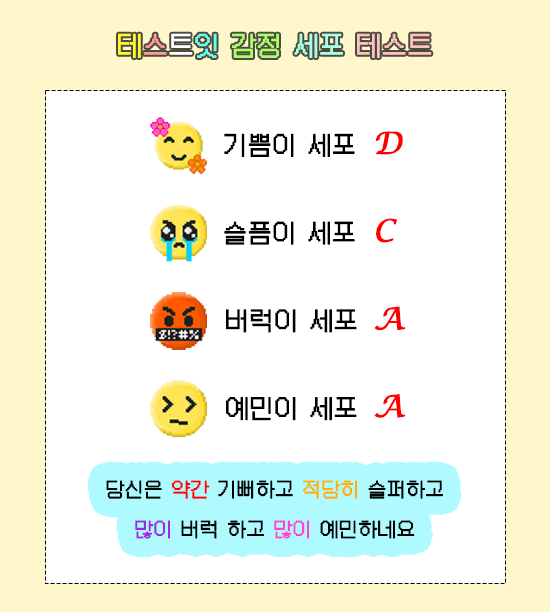 테스트잇 감정 세포 테스트
기쁨이 세포 D
슬픔이 세포 C
$!?#%
버럭이 세포 A
예민이 세포 A
당신은 약간 기뻐하고 적당히 슬퍼하고
많이 버럭 하고 많이 예민하네요